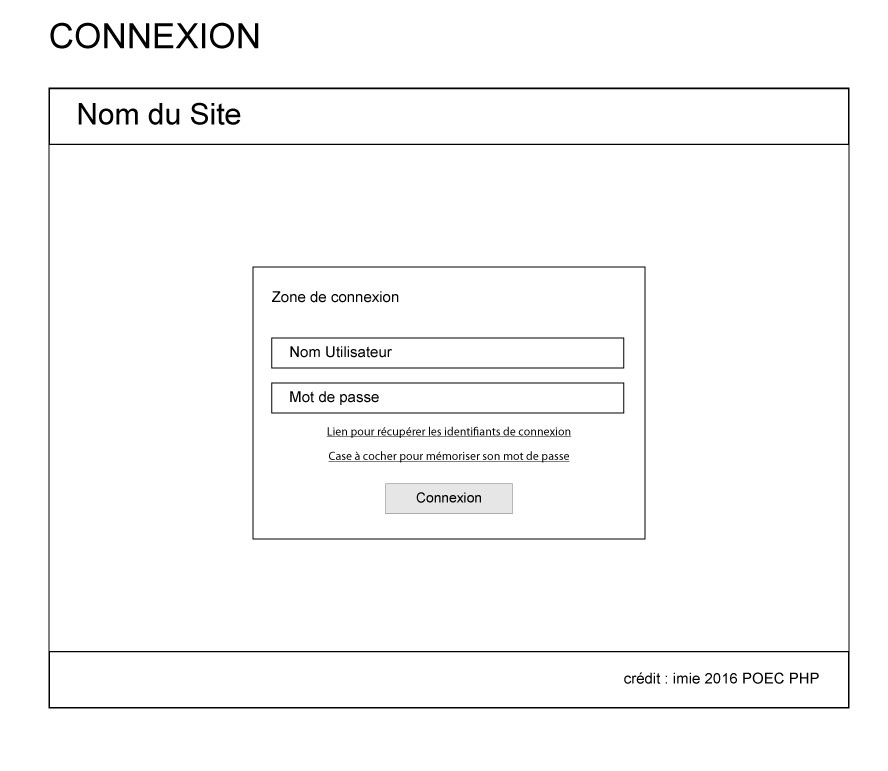 CONNEXION
Nom du Site
Zone de connexion
Nom Utilisateur
Mot de passe
Lien pour récupérer les identifiants de connexion
Case à cocher pour mémoriser son mot de passe
Connexion
crédit : imie 2016 POEC PHP